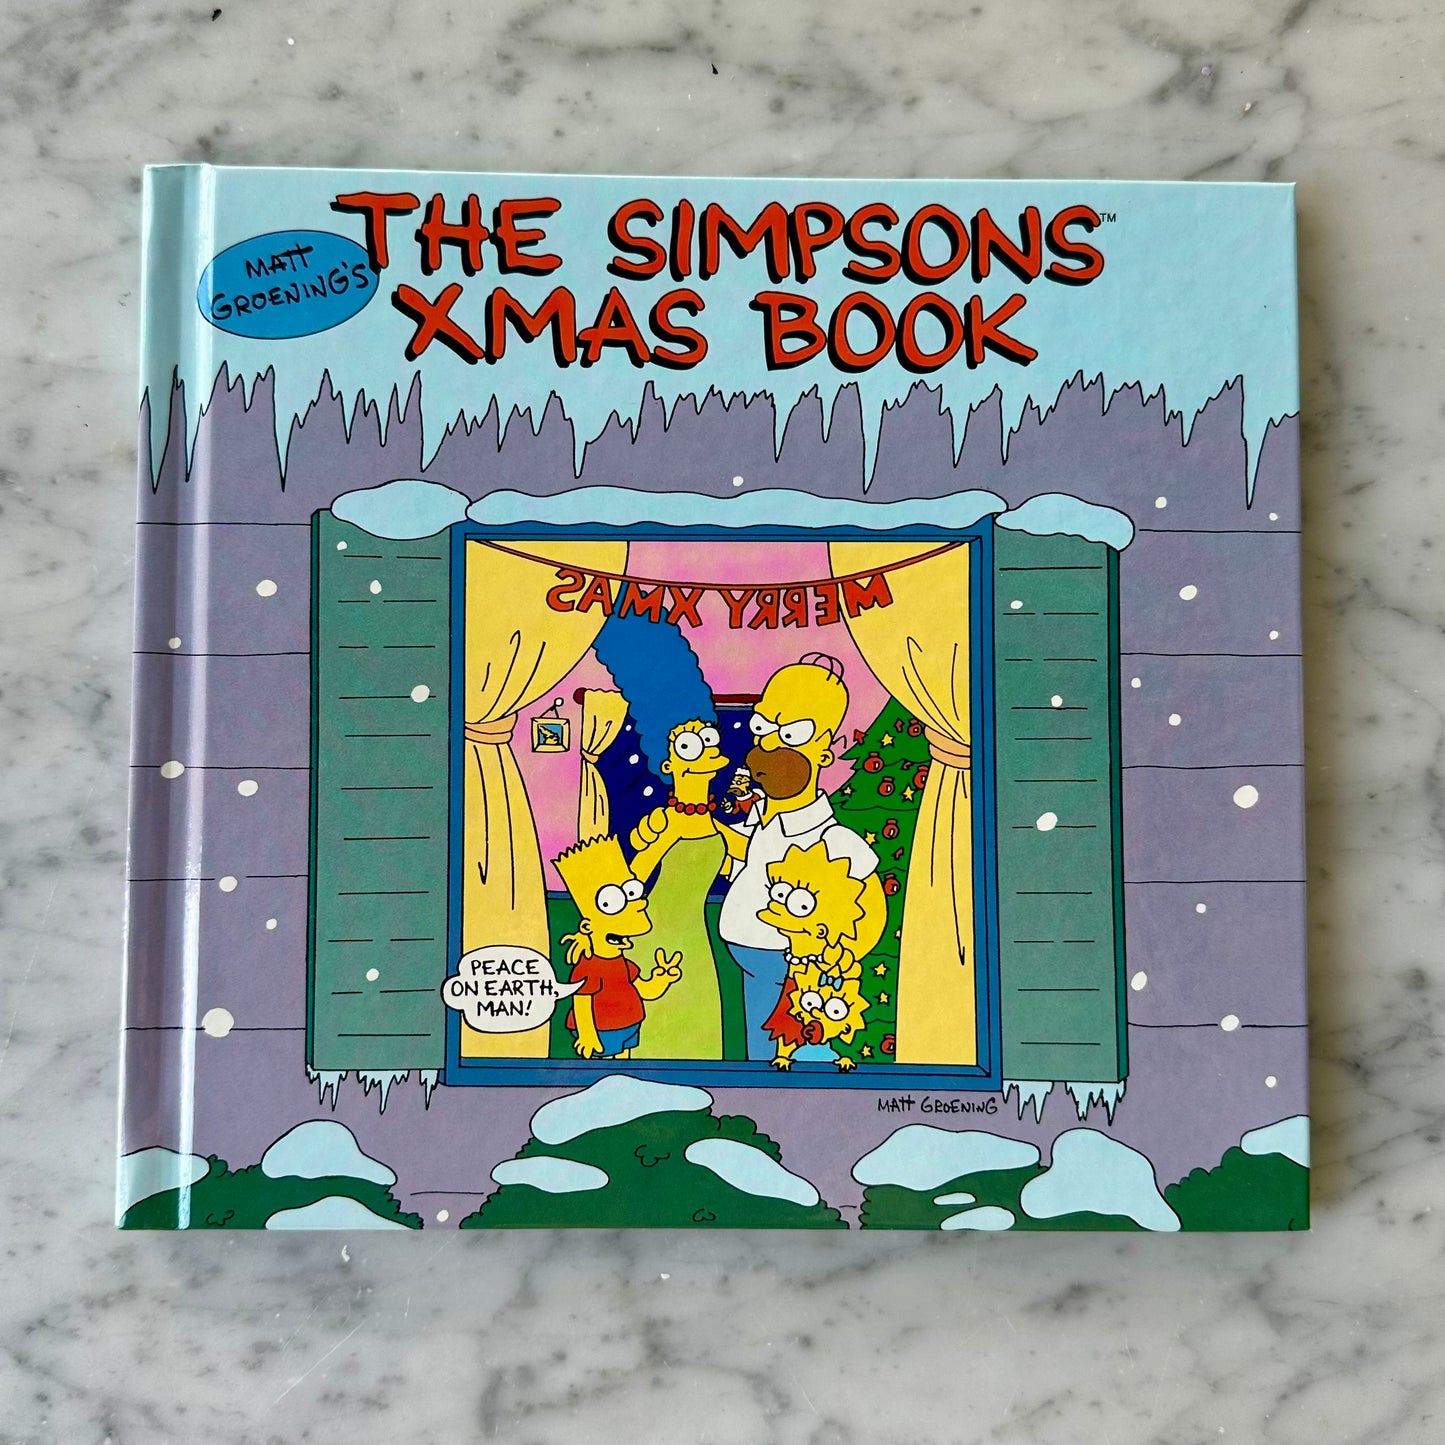 THE SIMPSONS™
MATT
GROENING'S
XMAS BOOK
MERRY XMAS
PEACE
ON EARTH,
MAN!
MATT GROENING